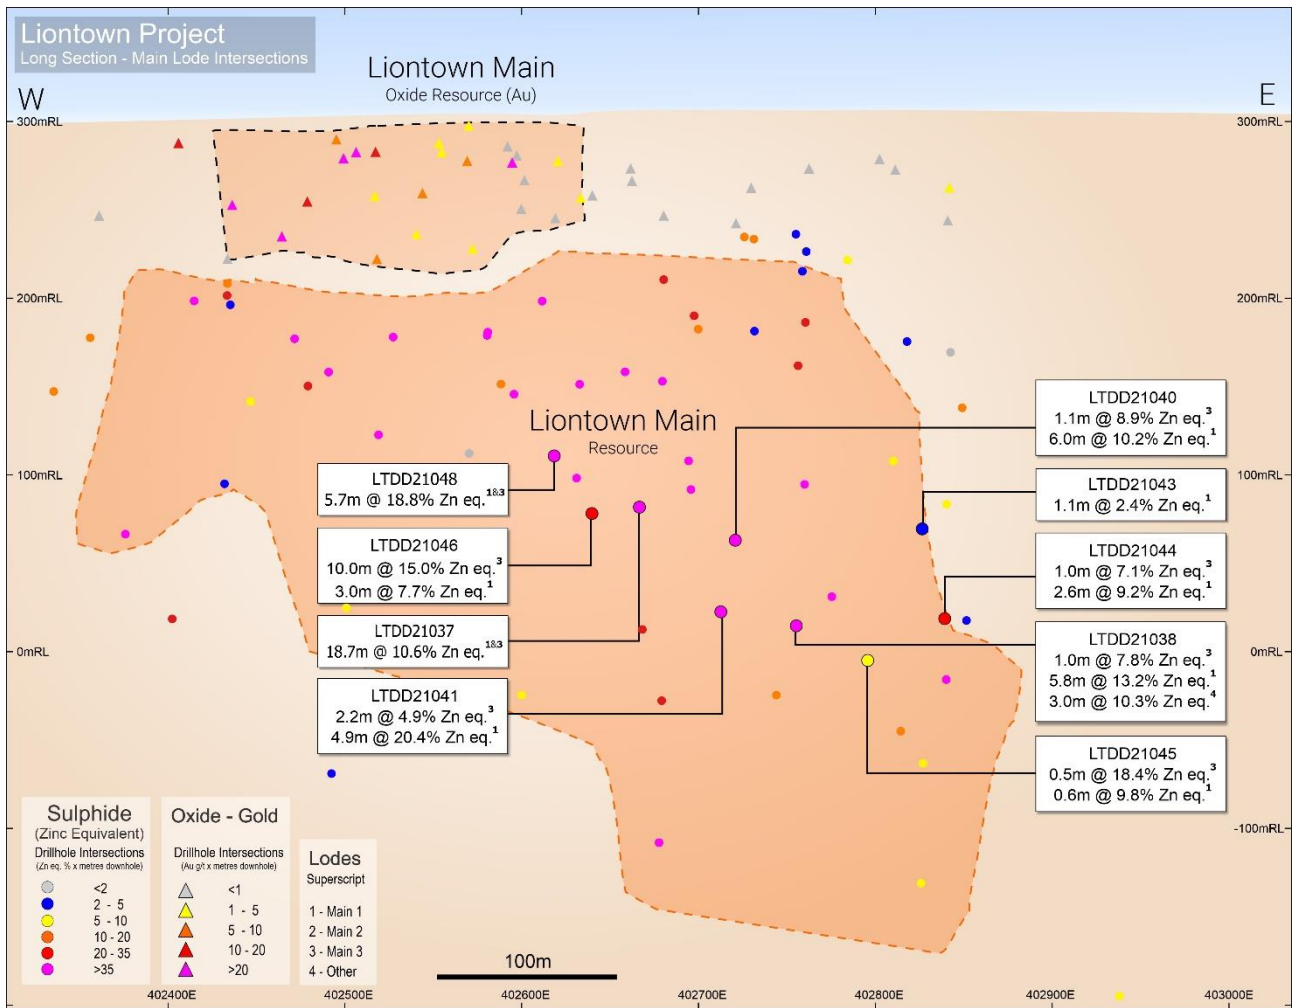 Liontown Project
Long Section - Main Lode Intersections
Liontown Main
Oxide Resource (Au)
W
E
300mRL
300mRL
200mRL
200mRL
Liontown Main
Resource
100mRL
100mRL
0mRL
0mRL
-100mRL
-100mRL
LTDD21048
5.7m @ 18.8% Zn eq.1&3
LTDD21046
10.0m @ 15.0% Zn eq.3
3.0m @ 7.7% Zn eq.1
LTDD21037
18.7m @ 10.6% Zn eq.1&3
LTDD21041
2.2m @ 4.9% Zn eq.3
4.9m @ 20.4% Zn eq.1
LTDD21040
1.1m @ 8.9% Zn eq.3
6.0m @ 10.2% Zn eq.1
LTDD21043
1.1m @ 2.4% Zn eq.1
LTDD21044
1.0m @ 7.1% Zn eq.3
2.6m @ 9.2% Zn eq.1
LTDD21038
1.0m @ 7.8% Zn eq.3
5.8m @ 13.2% Zn eq.1
3.0m @ 10.3% Zn eq.4
LTDD21045
0.5m @ 18.4% Zn eq.3
0.6m @ 9.8% Zn eq.1
Sulphide
(Zinc Equivalent)
Drillhole Intersections
(Zn eq. % x metres downhole)
<2
2 - 5
5 - 10
10 - 20
20 - 35
>35
Oxide - Gold
Drillhole Intersections
(Au g/t x metres downhole)
<1
1 - 5
5 - 10
10 - 20
>20
Lodes
Superscript
1 - Main 1
2 - Main 2
3 - Main 3
4 - Other
100m
402400E
402500E
402600E
402700E
402800E
402900E
403000E